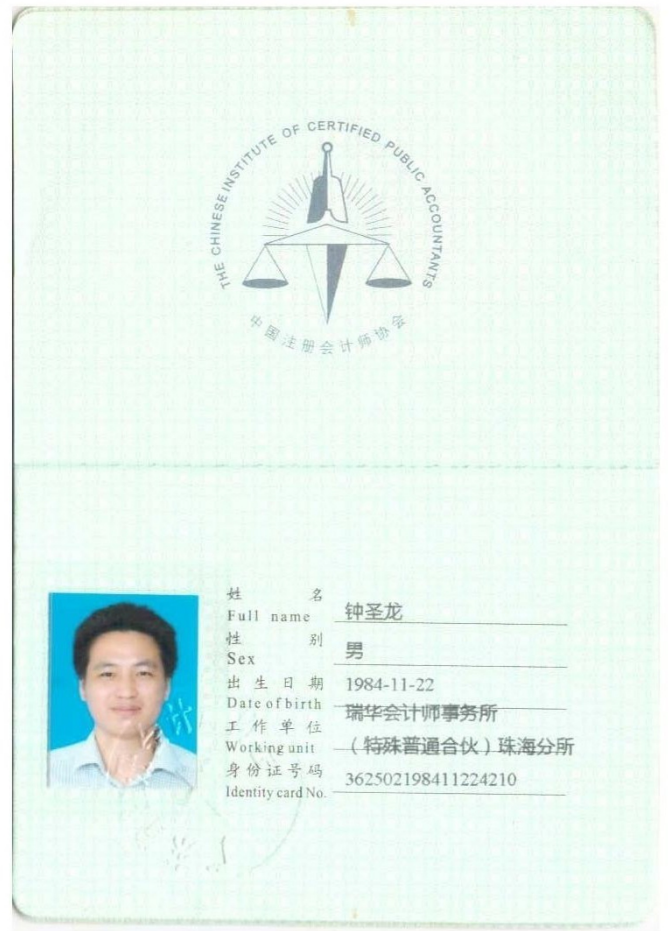 THE CHINESE INSTITUTE OF CERTIFIED PUBLIC ACCOUNTANTS
中国注册会计师协会
姓 名 钟圣龙
Full name
性 别 男
Sex
出生日期 1984-11-22
Date of birth
工作单位 瑞华会计师事务所
Working unit (特殊普通合伙)珠海分所
身份证号码 362502198411224210
Identity card No.